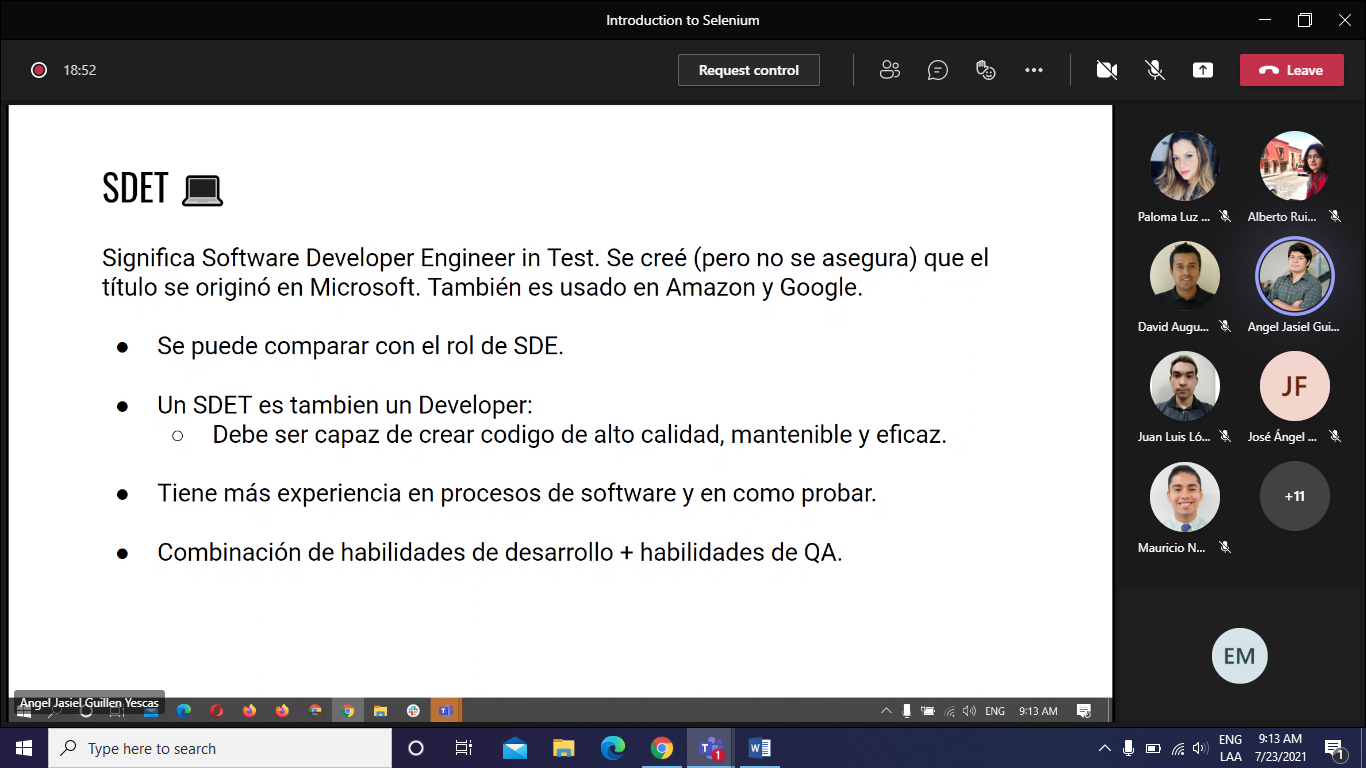 Introduction to Selenium
18:52
Request control
Leave
SDET
Significa Software Developer Engineer in Test. Se creé (pero no se asegura) que el
título se originó en Microsoft. También es usado en Amazon y Google.
● Se puede comparar con el rol de SDE.
● Un SDET es tambien un Developer:
○ Debe ser capaz de crear codigo de alto calidad, mantenible y eficaz.
● Tiene más experiencia en procesos de software y en como probar.
● Combinación de habilidades de desarrollo + habilidades de QA.
Paloma Luz ...
Alberto Rui...
David Augu...
Angel Jasiel Gui...
JF
Juan Luis Ló...
José Ángel ...
+11
Mauricio N...
EM
Angel Jasiel Guillen Yescas
ENG
9:13 AM
Type here to search
1
ENG
LAA
9:13 AM
7/23/2021
1